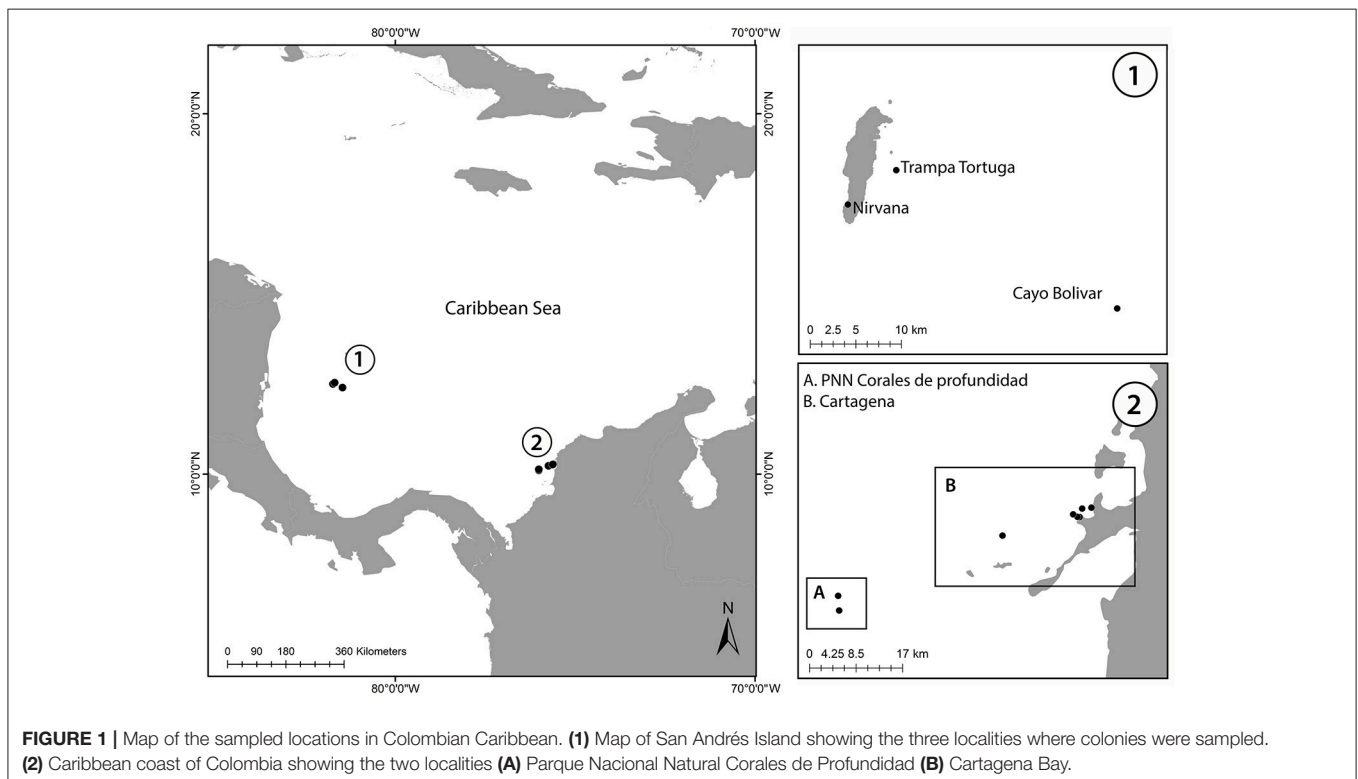 80°0'0"W
70°0'0"W
20°0'0"N
20°0'0"N
Caribbean Sea
1
2
10°0'0"N
10°0'0"N
N
0 90 180 360 Kilometers
80°0'0"W
70°0'0"W
1
Trampa Tortuga
Nirvana
Cayo Bolivar
0 2.5 5 10 km
A. PNN Corales de profundidad
B. Cartagena
2
B
A
0 4.25 8.5 17 km
FIGURE 1 | Map of the sampled locations in Colombian Caribbean. (1) Map of San Andrés Island showing the three localities where colonies were sampled.
(2) Caribbean coast of Colombia showing the two localities (A) Parque Nacional Natural Corales de Profundidad (B) Cartagena Bay.